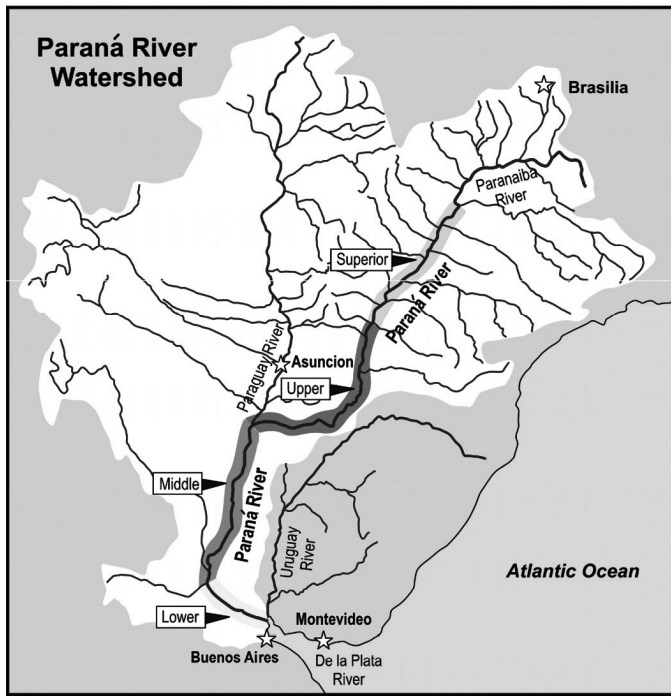 Paraná River
Watershed
Brasilia
Paranaiba
River
Superior
Paraná River
Paraguay River
Asuncion
Upper
Middle
Paraná River
Uruguay
River
Atlantic Ocean
Lower
Montevideo
Buenos Aires
De la Plata
River